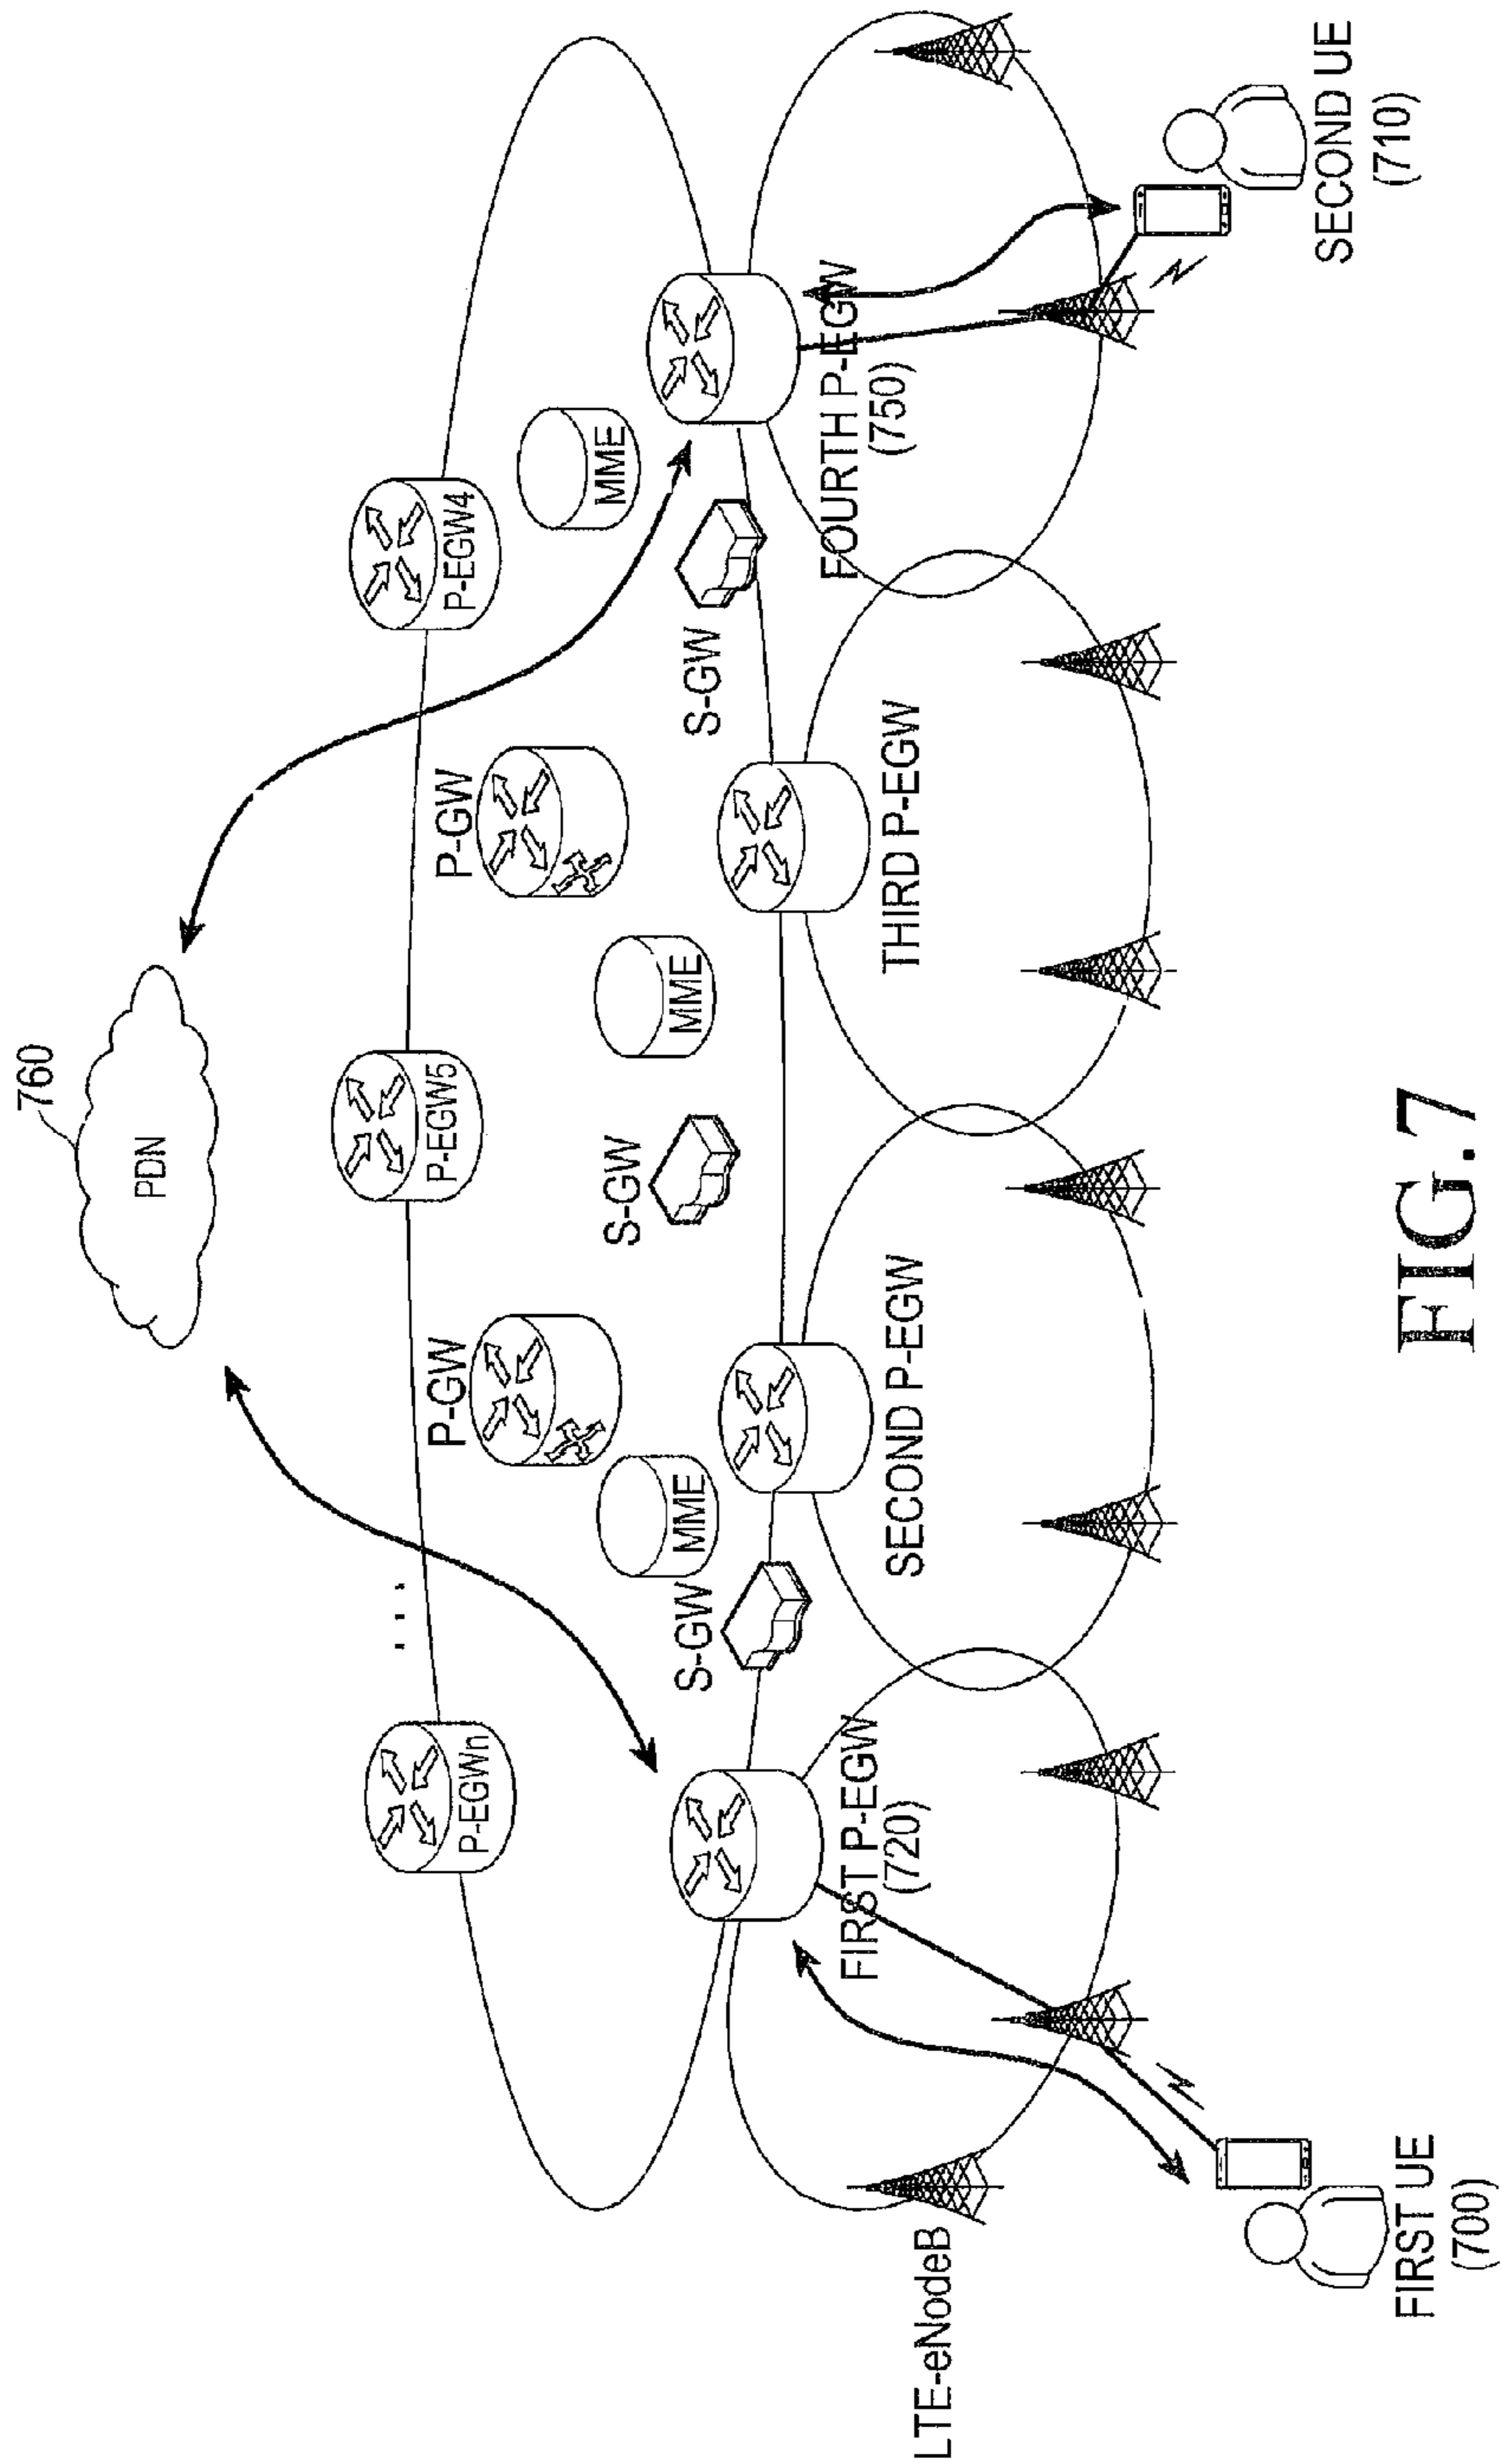 760
PDN
P-EGWn
...
P-EGW5
P-EGW4
P-GW
P-GW
MME
MME
MME
S-GW
S-GW
S-GW
FIRST P-EGW
(720)
SECOND P-EGW
THIRD P-EGW
FOURTH P-EGW
(750)
LTE-eNodeB
FIRST UE
(700)
SECOND UE
(710)
FIG.7